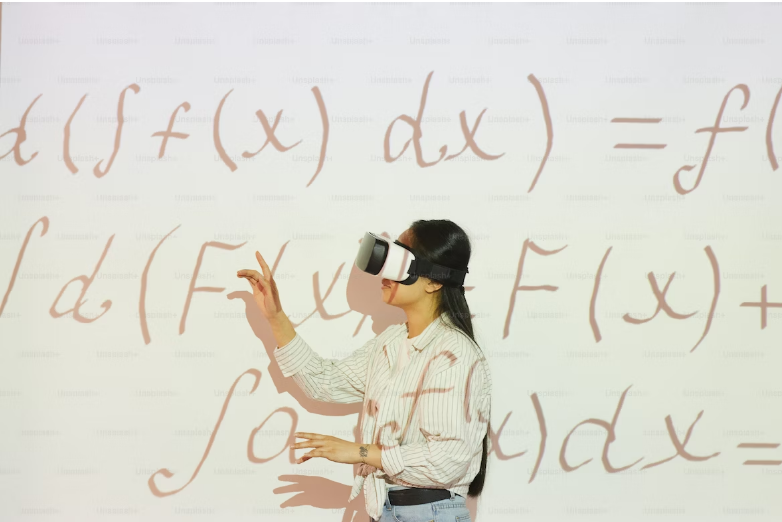 d(∫f(x) dx) = f(
∫d(F(x) F(x) +
∫a f(x)dx =